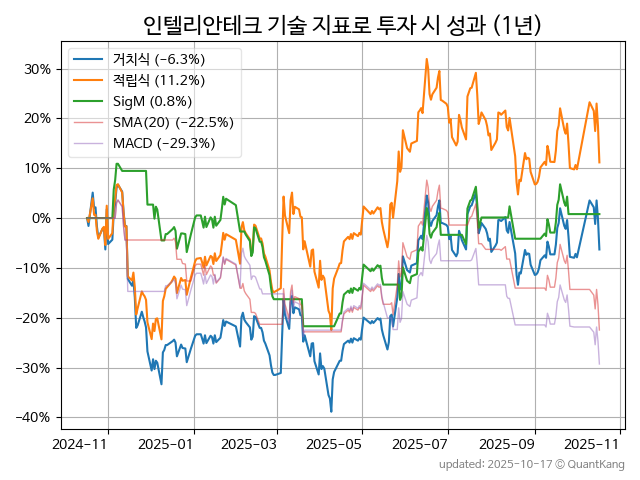 인텔리안테크 기술 지표로 투자 시 성과 (1년)
거치식 (−6.3%)
적립식 (11.2%)
SigM (0.8%)
SMA(20) (−22.5%)
MACD (−29.3%)
30%
20%
10%
0%
−10%
−20%
−30%
−40%
2024-11 2025-01 2025-03 2025-05 2025-07 2025-09 2025-11
updated: 2025-10-17 © QuantKang